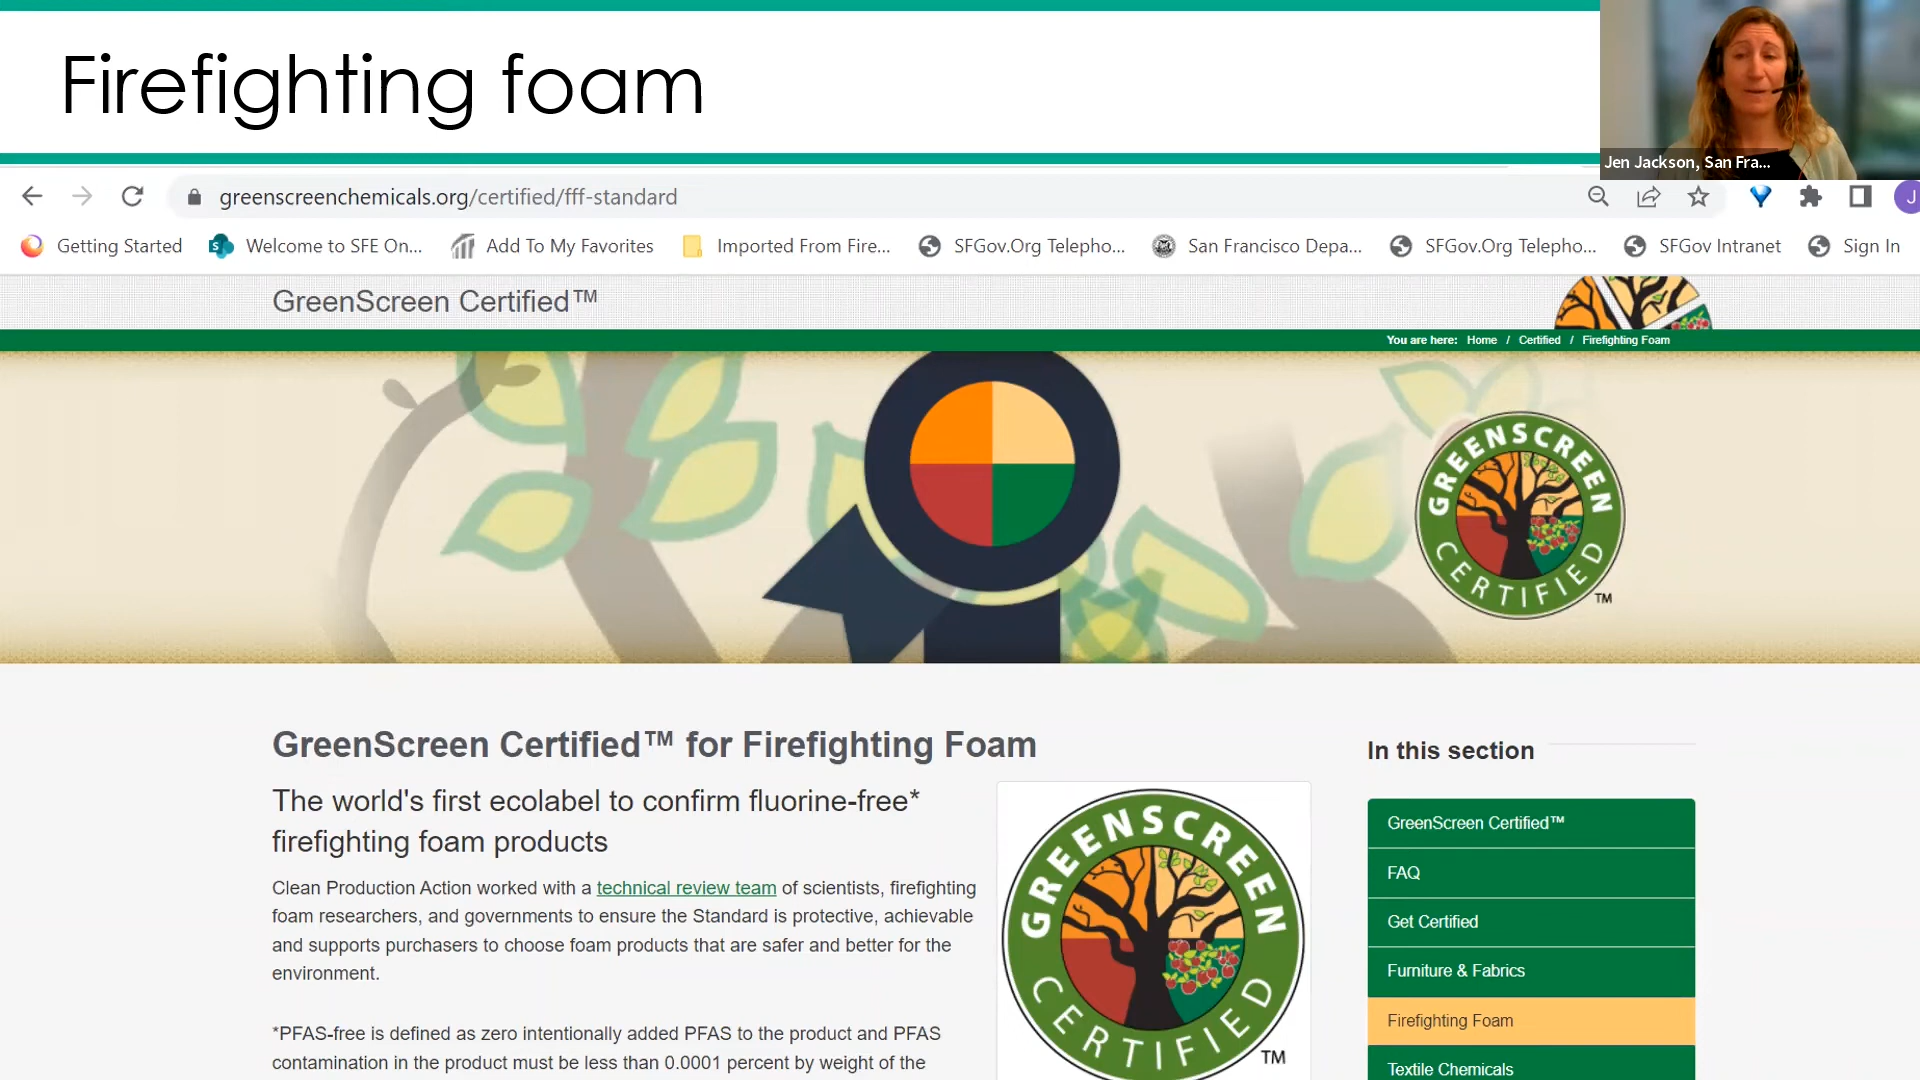 Firefighting foam
Jen Jackson, San Fra...
greenscreenchemicals.org/certified/fff-standard
J
Getting Started
Welcome to SFE On...
Add To My Favorites
Imported From Fire...
SFGov.Org Telepho...
San Francisco Depa...
SFGov.Org Telepho...
SFGov Intranet
Sign In
GreenScreen Certified™
You are here: Home / Certified / Firefighting Foam
GREENSCREEN
CERTIFIED
TM
GreenScreen Certified™ for Firefighting Foam
The world's first ecolabel to confirm fluorine-free*
firefighting foam products
Clean Production Action worked with a technical review team of scientists, firefighting
foam researchers, and governments to ensure the Standard is protective, achievable
and supports purchasers to choose foam products that are safer and better for the
environment.
*PFAS-free is defined as zero intentionally added PFAS to the product and PFAS
contamination in the product must be less than 0.0001 percent by weight of the
GREENSCREEN
CERTIFIED
TM
In this section
GreenScreen Certified™
FAQ
Get Certified
Furniture & Fabrics
Firefighting Foam
Textile Chemicals